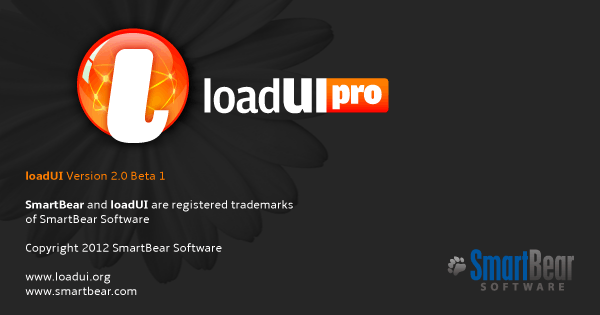 loadUI pro
loadUI Version 2.0 Beta 1
SmartBear and loadUI are registered trademarks
of SmartBear Software
Copyright 2012 SmartBear Software
www.loadui.org
www.smartbear.com
SmartBear
SOFTWARE